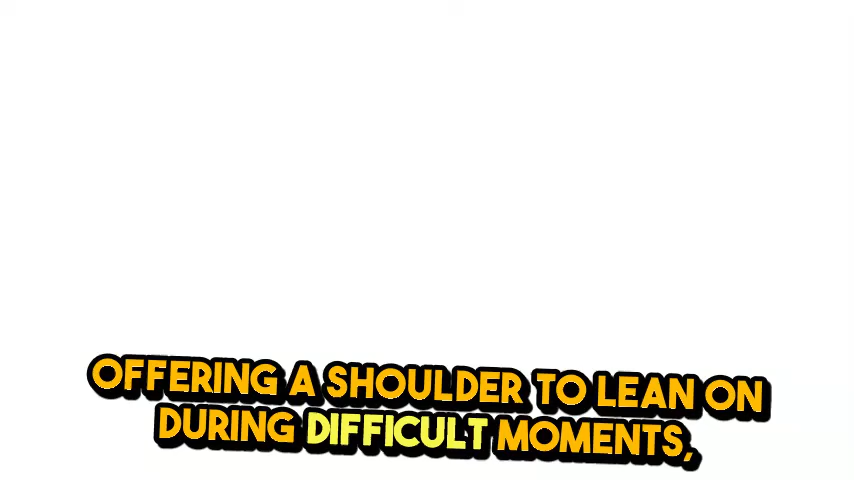 OFFERING A SHOULDER TO LEAN ON
DURING DIFFICULT MOMENTS,